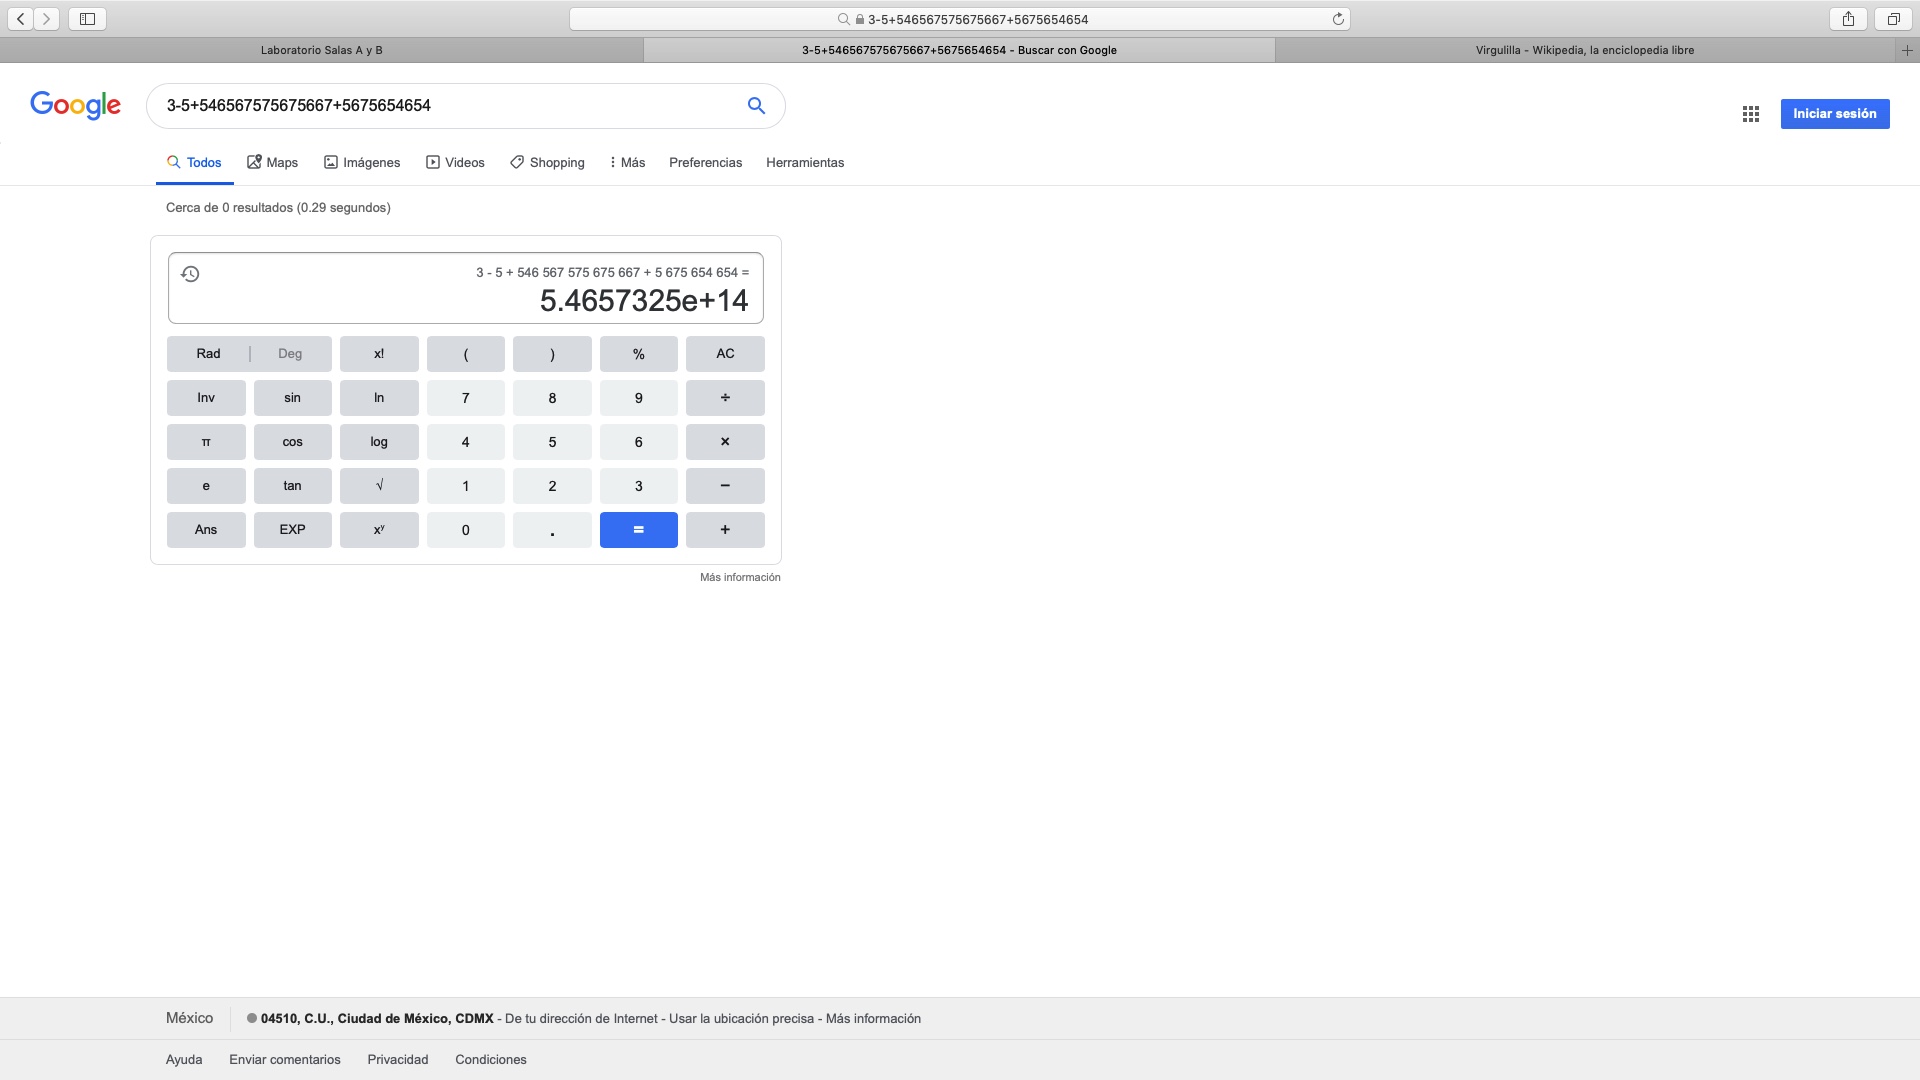 3-5+546567575675667+5675654654
Laboratorio Salas A y B
3-5+546567575675667+5675654654 - Buscar con Google
Virgulilla - Wikipedia, la enciclopedia libre
Google
3-5+546567575675667+5675654654
Iniciar sesión
Todos Maps Imágenes Videos Shopping Más Preferencias Herramientas
Cerca de 0 resultados (0.29 segundos)
3 - 5 + 546 567 575 675 667 + 5 675 654 654 =
5.4657325e+14
Rad | Deg x! ( ) % AC
Inv sin ln 7 8 9 ÷
π cos log 4 5 6 ×
e tan √ 1 2 3 −
Ans EXP xʸ 0 . = +
Más información
México 04510, C.U., Ciudad de México, CDMX - De tu dirección de Internet - Usar la ubicación precisa - Más información
Ayuda Enviar comentarios Privacidad Condiciones